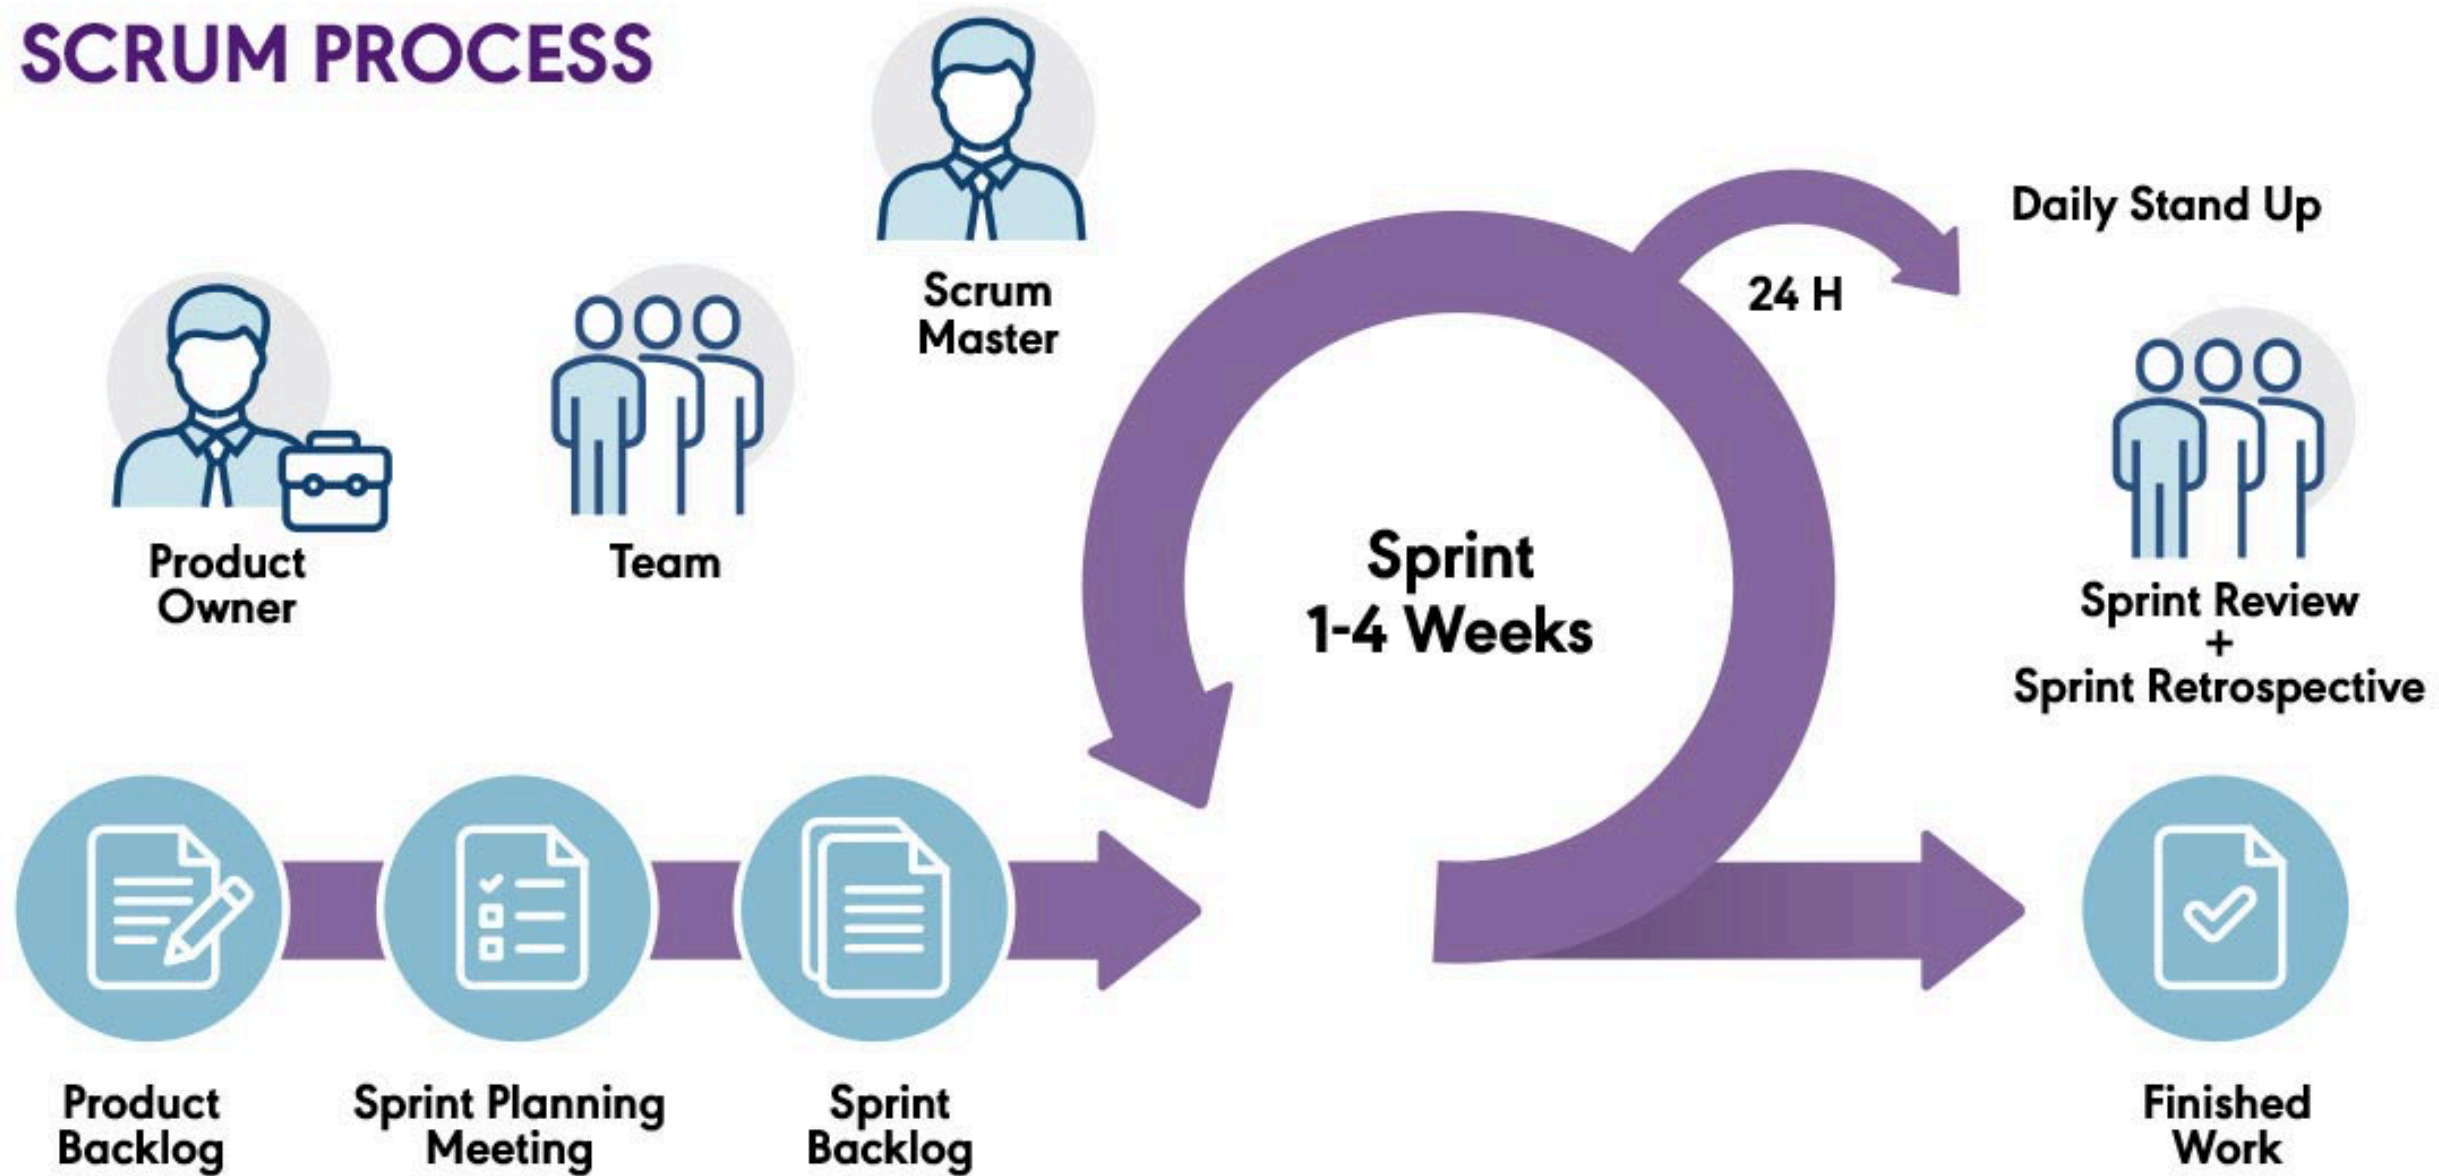 SCRUM PROCESS
Scrum
Master
Daily Stand Up
24 H
Product
Owner
Team
Sprint
1-4 Weeks
Sprint Review
+
Sprint Retrospective
Product
Backlog
Sprint Planning
Meeting
Sprint
Backlog
Finished
Work